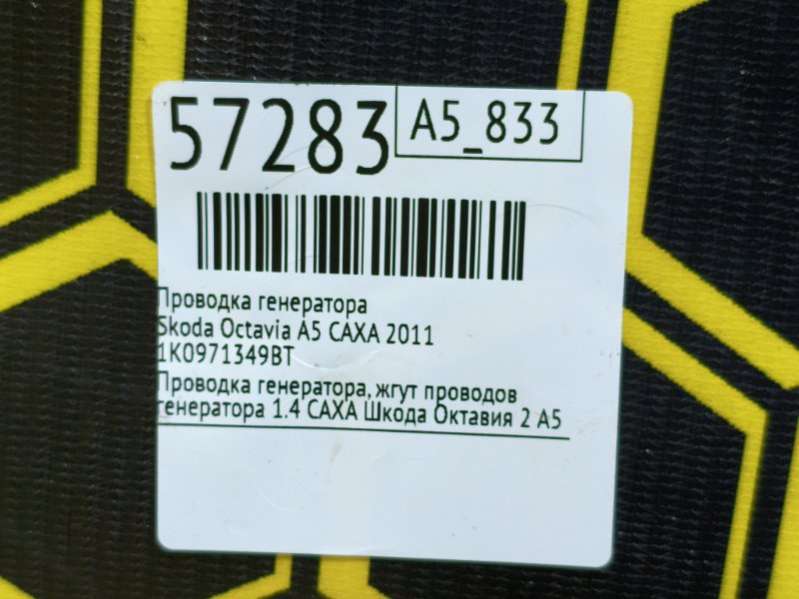 57283
A5_833
Проводка генератора
Skoda Octavia A5 CAXA 2011
1K0971349BT
Проводка генератора, жгут проводов
генератора 1.4 CAXA Шкода Октавия 2 А5